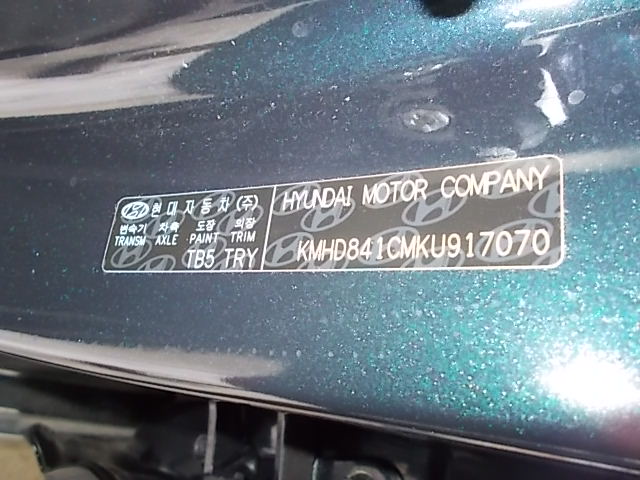 현대자동차(주)
변속기 차축 도장 의장
TRANSM AXLE PAINT TRIM
TB5 TRY
HYUNDAI MOTOR COMPANY
KMHD841CMKU917070